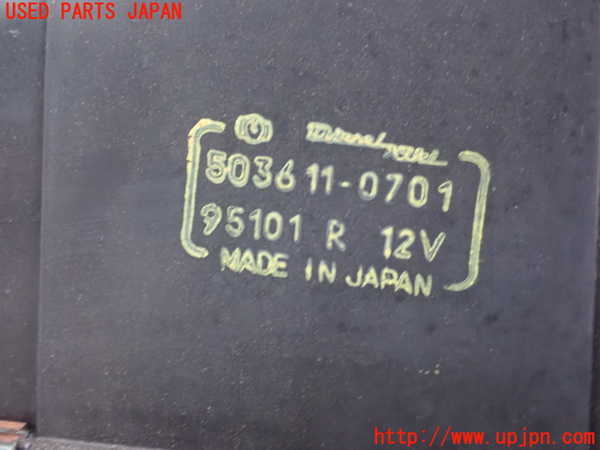 USED PARTS JAPAN
503611-0701
95101 R 12V
MADE IN JAPAN
http://www.upjpn.com/